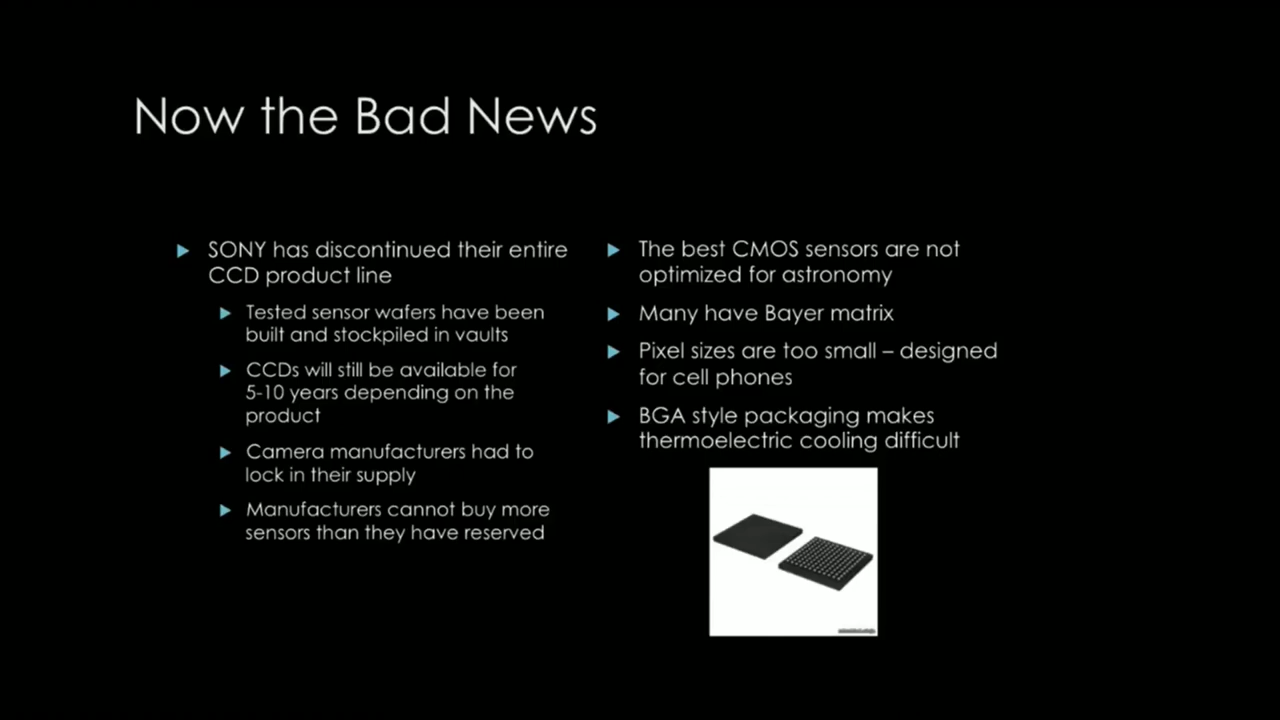 Now the Bad News
SONY has discontinued their entire
CCD product line
Tested sensor wafers have been
built and stockpiled in vaults
CCDs will still be available for
5-10 years depending on the
product
Camera manufacturers had to
lock in their supply
Manufacturers cannot buy more
sensors than they have reserved
The best CMOS sensors are not
optimized for astronomy
Many have Bayer matrix
Pixel sizes are too small – designed
for cell phones
BGA style packaging makes
thermoelectric cooling difficult